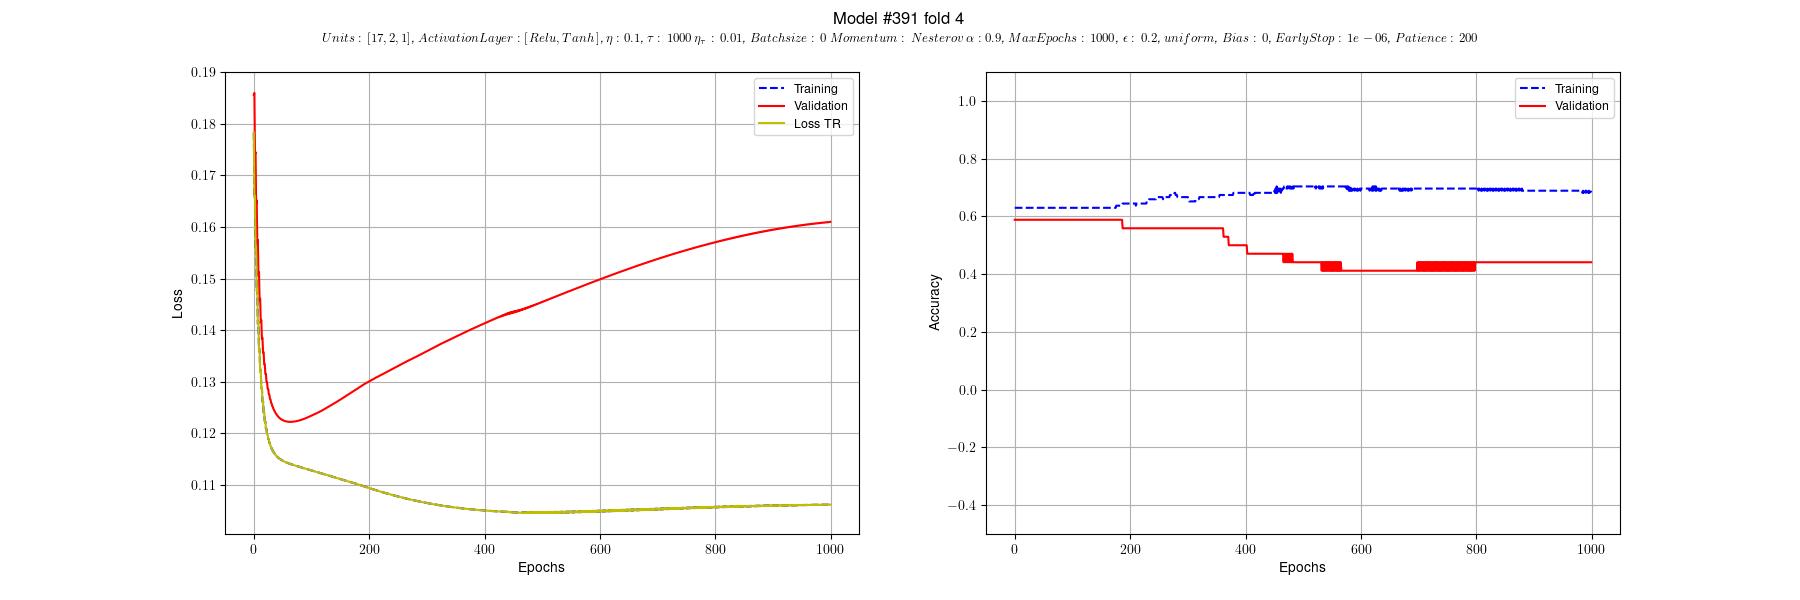 Model #391 fold 4
Units : [17, 2, 1], ActivationLayer : [Relu, Tanh], η : 0.1, τ : 1000 η_τ : 0.01, Batchsize : 0 Momentum : Nesterov α : 0.9, MaxEpochs : 1000, ϵ : 0.2, uniform, Bias : 0, EarlyStop : 1e − 06, Patience : 200
0.19
0.18
0.17
0.16
0.15
0.14
0.13
0.12
0.11
Loss
0 200 400 600 800 1000
Epochs
Training
Validation
Loss TR
1.0
0.8
0.6
0.4
0.2
0.0
−0.2
−0.4
Accuracy
0 200 400 600 800 1000
Epochs
Training
Validation